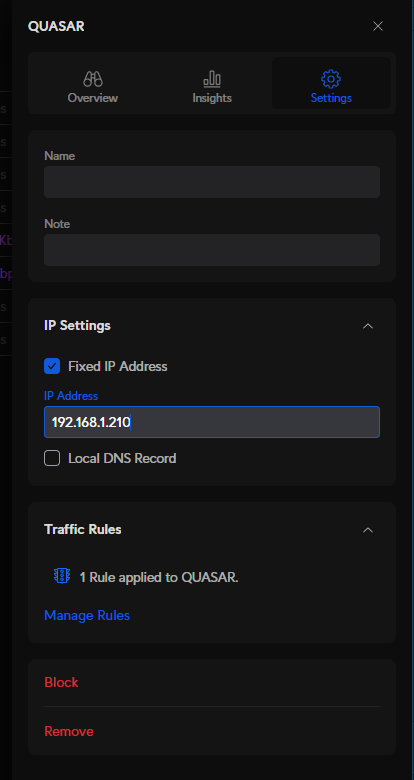 QUASAR
Overview
Insights
Settings
Name
Note
IP Settings
Fixed IP Address
IP Address
192.168.1.210
Local DNS Record
Traffic Rules
1 Rule applied to QUASAR.
Manage Rules
Block
Remove